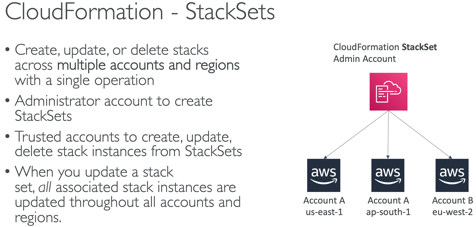 CloudFormation - StackSets
• Create, update, or delete stacks
across multiple accounts and regions
with a single operation
• Administrator account to create
StackSets
• Trusted accounts to create, update,
delete stack instances from StackSets
• When you update a stack
set, all associated stack instances are
updated throughout all accounts and
regions.
CloudFormation StackSet
Admin Account
aws aws aws
Account A Account A Account B
us-east-1 ap-south-1 eu-west-2